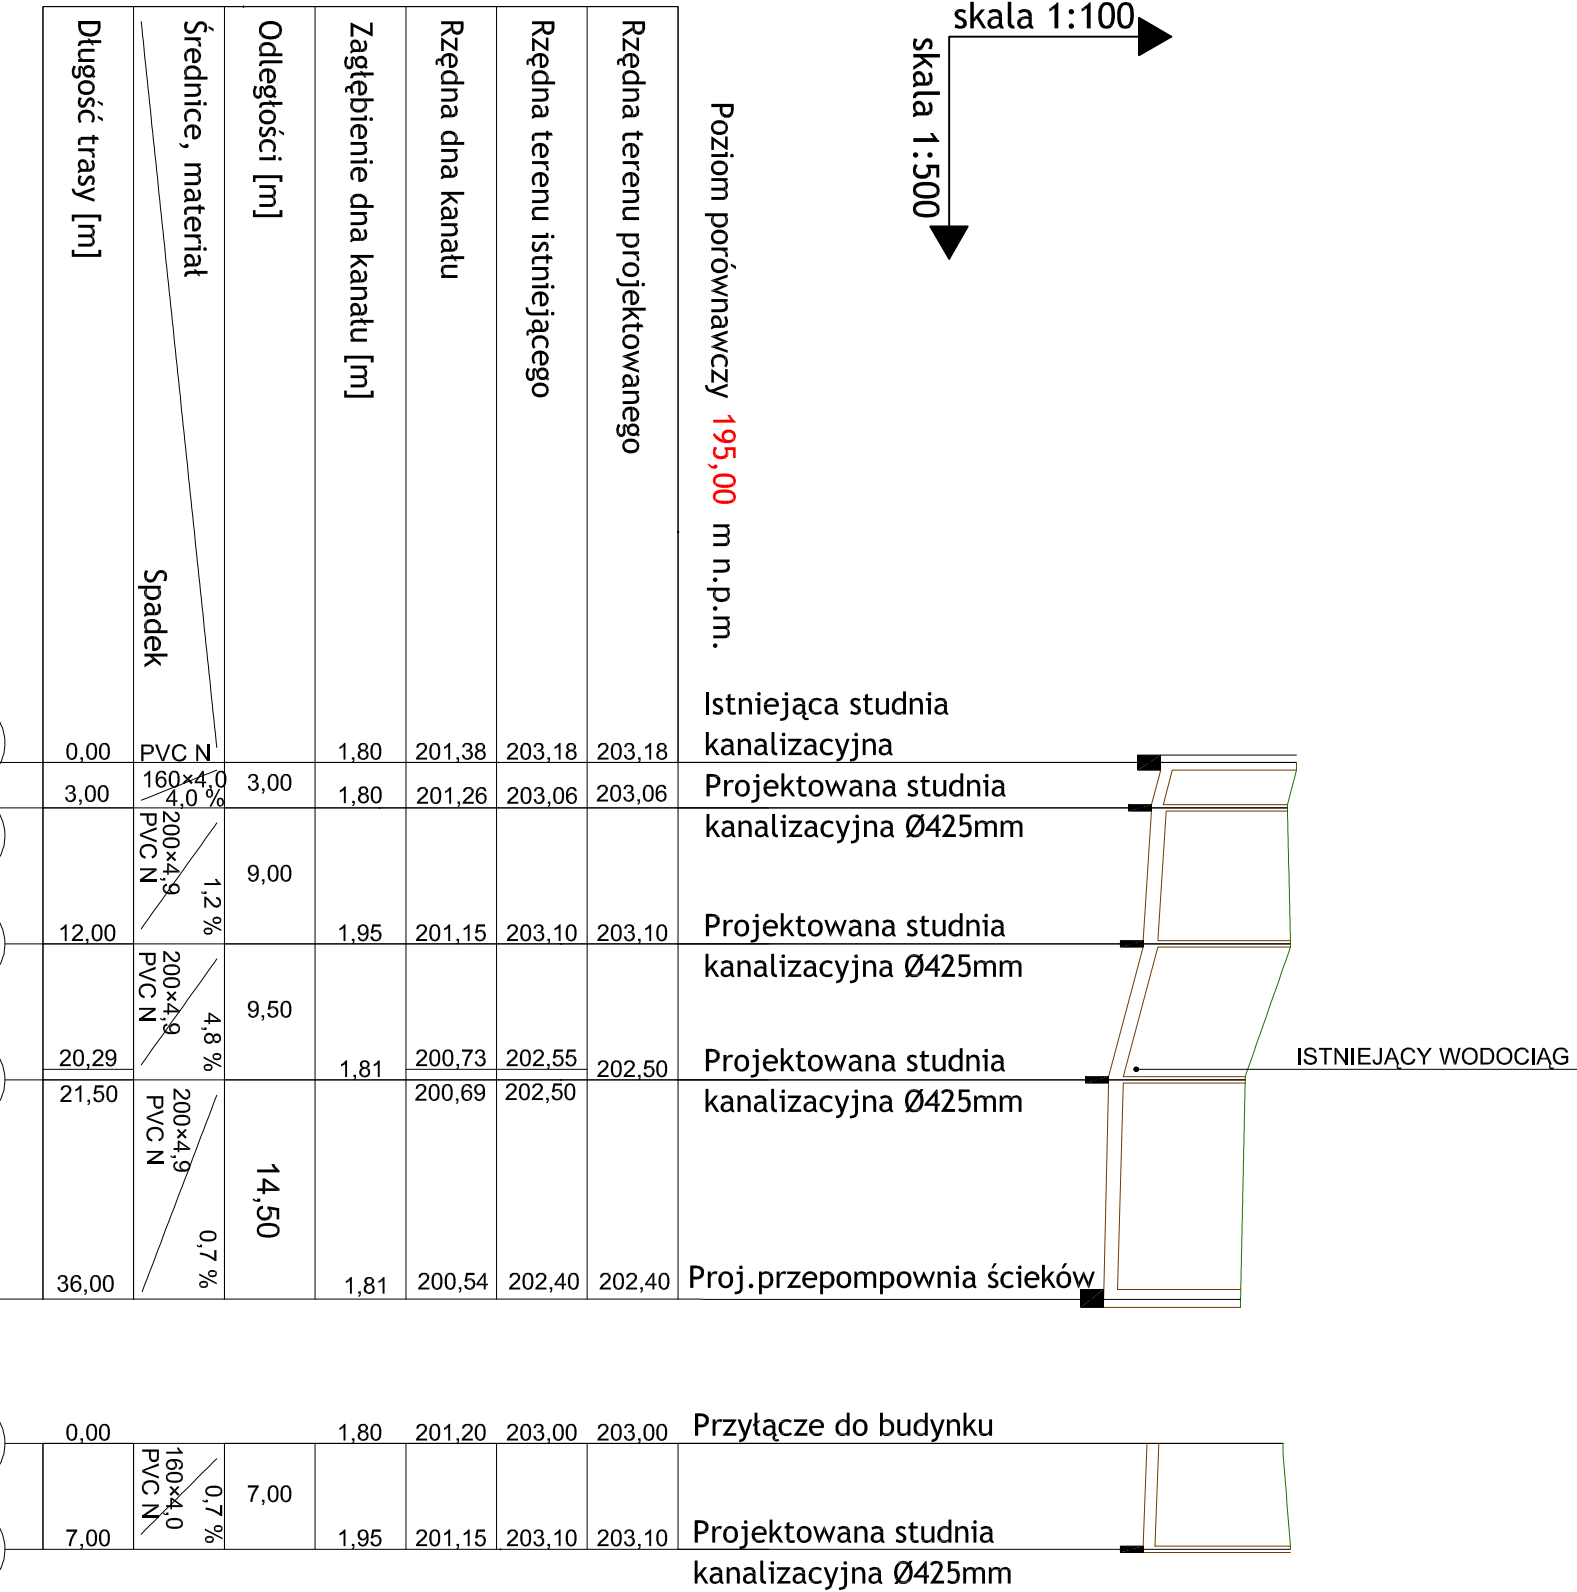 skala 1:100
skala 1:500
Poziom porównawczy 195,00 m n.p.m.
Rzędna terenu projektowanego
Rzędna terenu istniejącego
Rzędna dna kanału
Zagłębienie dna kanału [m]
Odległości [m]
Średnice, materiał
Spadek
Długość trasy [m]
Istniejąca studnia
kanalizacyjna
0,00 PVC N 1,80 201,38 203,18 203,18
160×4,0
4,0 %
3,00
Projektowana studnia
kanalizacyjna Ø425mm
3,00 1,80 201,26 203,06 203,06
200×4,9
PVC N
1,2 %
9,00
Projektowana studnia
kanalizacyjna Ø425mm
12,00 1,95 201,15 203,10 203,10
200×4,9
PVC N
4,8 %
9,50
Projektowana studnia
kanalizacyjna Ø425mm
20,29 1,81 200,73 202,55 202,50
21,50 200,69 202,50
ISTNIEJĄCY WODOCIĄG
200×4,9
PVC N
0,7 %
14,50
36,00 1,81 200,54 202,40 202,40 Proj.przepompownia ścieków
0,00 1,80 201,20 203,00 203,00 Przyłącze do budynku
160×4,0
PVC N
0,7 %
7,00
7,00 1,95 201,15 203,10 203,10 Projektowana studnia
kanalizacyjna Ø425mm